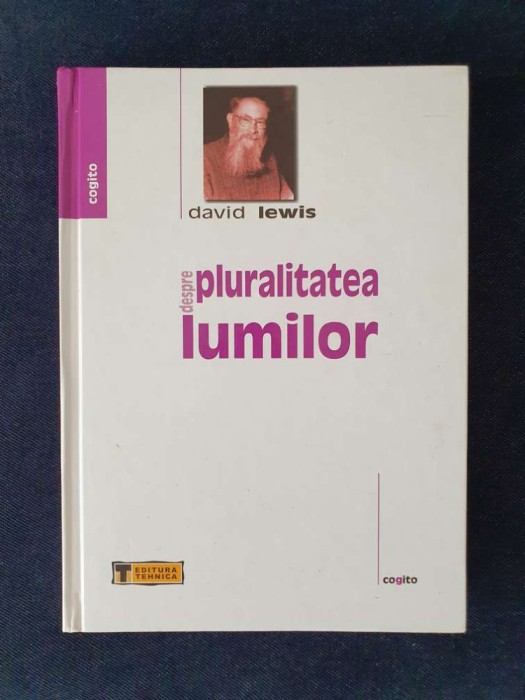 cogito
david lewis
despre
pluralitatea
lumilor
EDITURA
TEHNICA
cogito